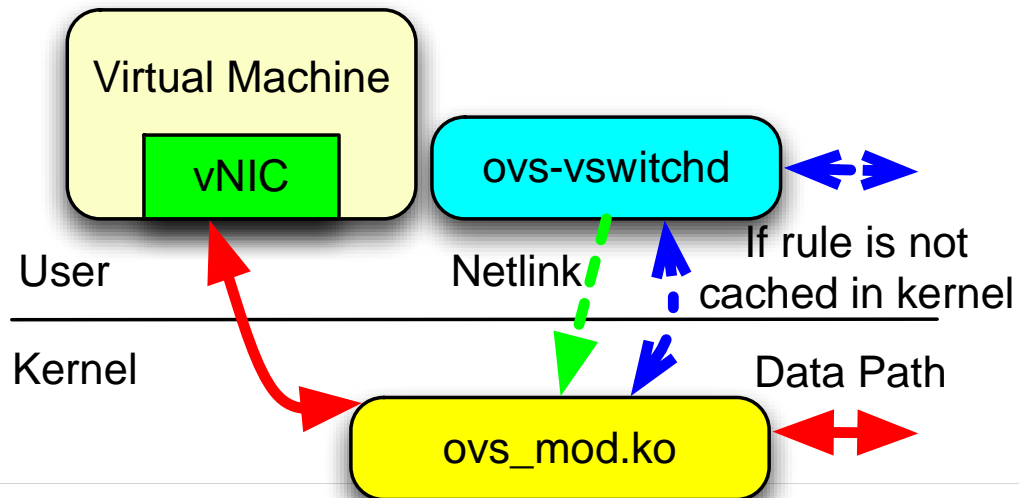 Virtual Machine
vNIC
ovs-vswitchd
User
Netlink
If rule is not
cached in kernel
Kernel
Data Path
ovs_mod.ko